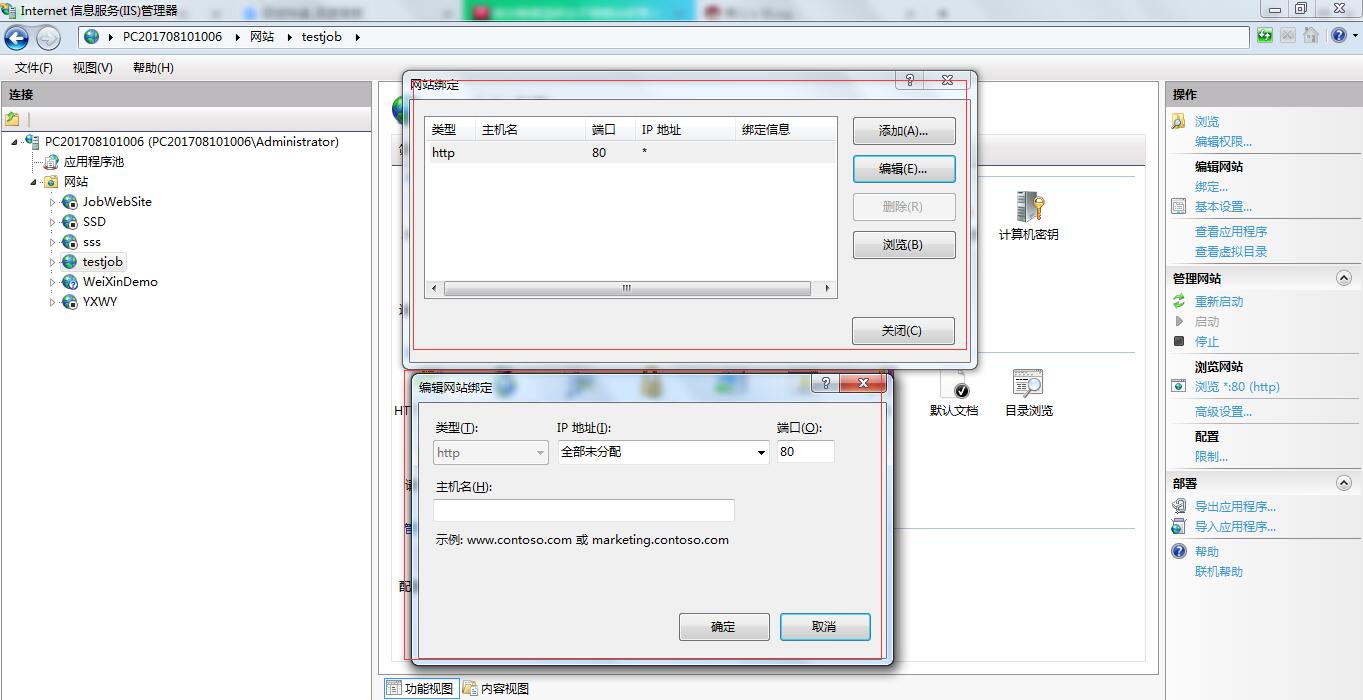 Internet 信息服务(IIS)管理器
PC201708101006 网站 testjob
文件(F) 视图(V) 帮助(H)
连接
PC201708101006 (PC201708101006\Administrator)
应用程序池
网站
JobWebSite
SSD
sss
testjob
WeiXinDemo
YXWY
网站绑定
类型 主机名 端口 IP 地址 绑定信息
http 80 *
添加(A)...
编辑(E)...
删除(R)
浏览(B)
关闭(C)
计算机密钥
HT
默认文档 目录浏览
编辑网站绑定
类型(T): IP 地址(I): 端口(O):
http 全部未分配 80
主机名(H):
示例: www.contoso.com 或 marketing.contoso.com
确定 取消
配
功能视图 内容视图
操作
浏览
编辑权限...
编辑网站
绑定...
基本设置...
查看应用程序
查看虚拟目录
管理网站
重新启动
启动
停止
浏览网站
浏览 *:80 (http)
高级设置...
配置
限制...
部署
导出应用程序...
导入应用程序...
帮助
联机帮助